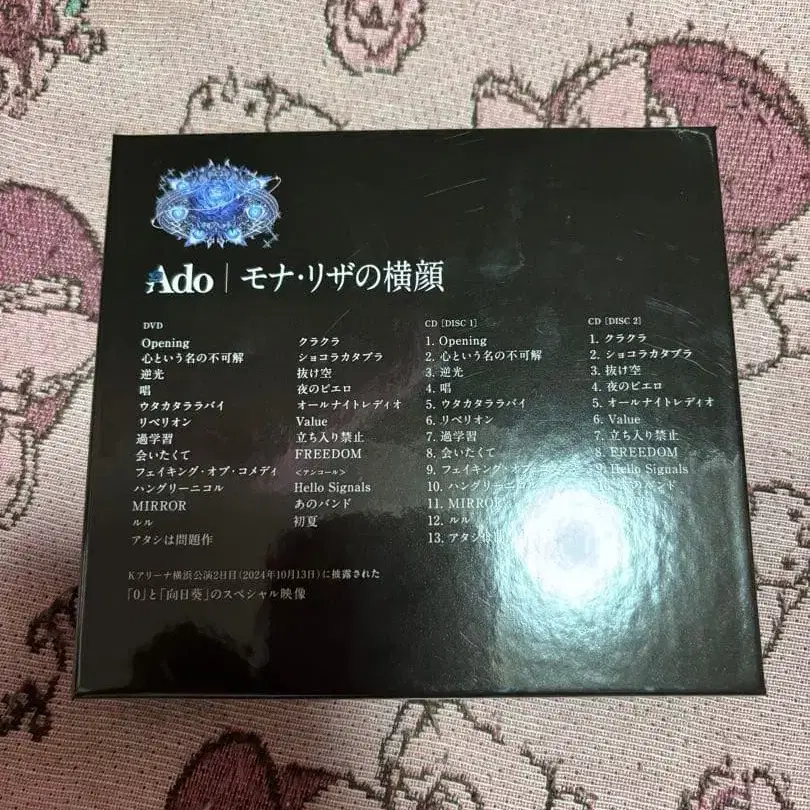 Ado | モナ・リザの横顔
DVD
Opening
心という名の不可解
逆光
唱
ウタカタララバイ
リベリオン
過学習
会いたくて
フェイキング・オブ・コメディ
ハングリーニコル
MIRROR
ルル
アタシは問題作
クラクラ
ショコラカタブラ
抜け空
夜のピエロ
オールナイトレディオ
Value
立ち入り禁止
FREEDOM
<アンコール>
Hello Signals
あのバンド
初夏
CD [DISC 1]
1. Opening
2. 心という名の不可解
3. 逆光
4. 唱
5. ウタカタララバイ
6. リベリオン
7. 過学習
8. 会いたくて
9. フェイキング・オブ・コ
10. ハングリーニコル
11. MIRROR
12. ルル
13. アタシは
CD [DISC 2]
1. クラクラ
2. ショコラカタブラ
3. 抜け空
4. 夜のピエロ
5. オールナイトレディオ
6. Value
7. 立ち入り禁止
8. FREEDOM
9. Hello Signals
のバンド
Kアリーナ横浜公演2日目(2024年10月13日)に披露された
「0」と「向日葵」のスペシャル映像